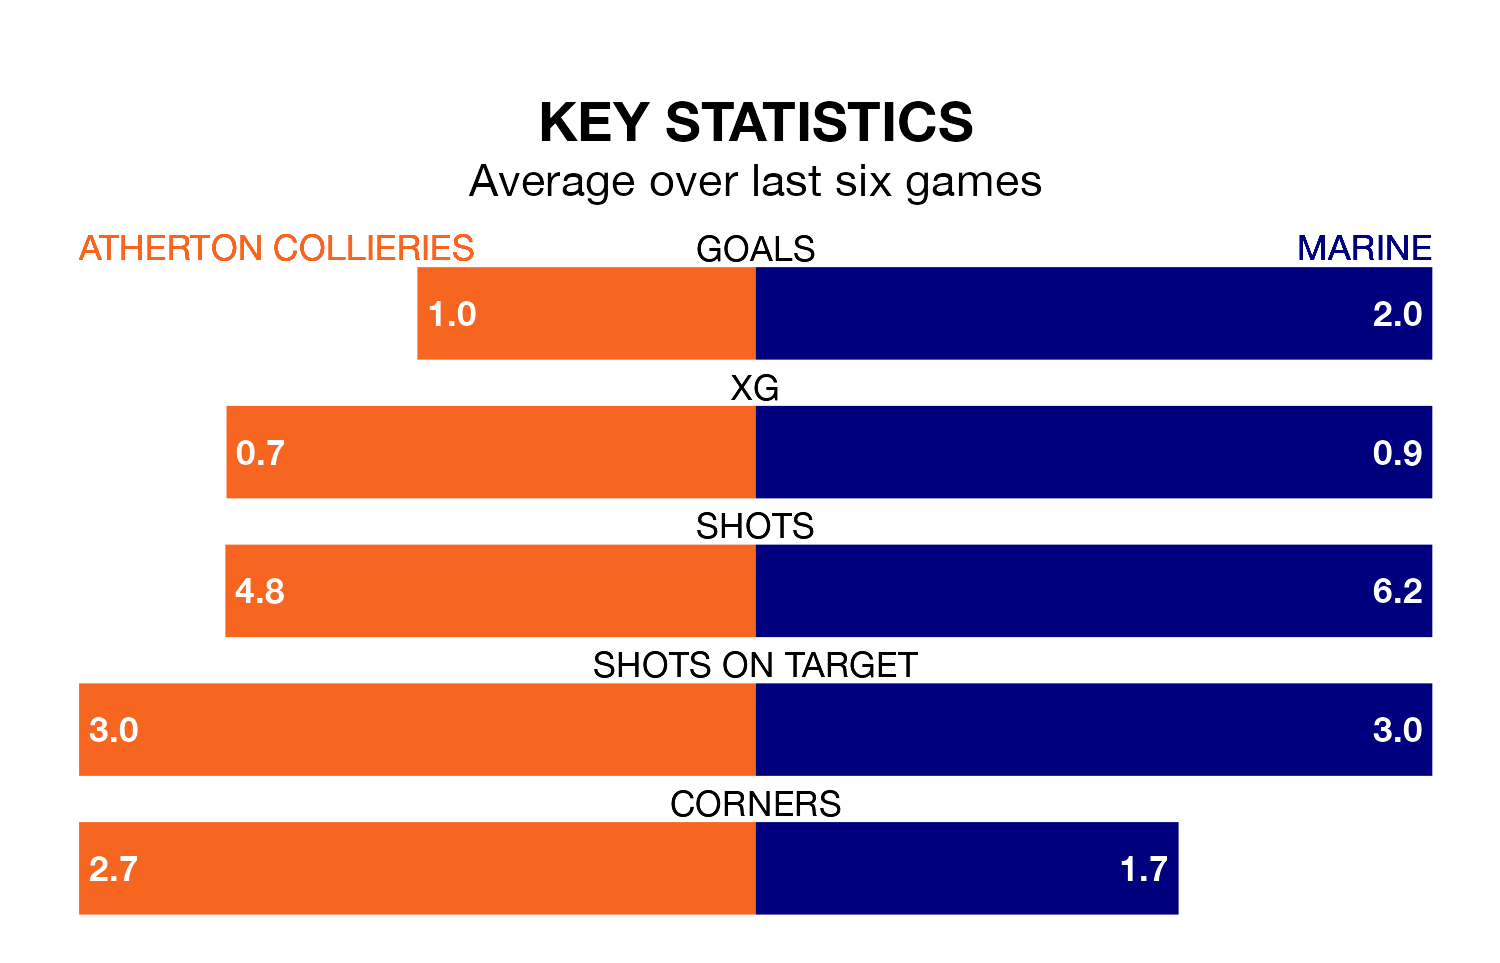 KEY STATISTICS
Average over last six games
ATHERTON COLLIERIES GOALS MARINE
1.0 2.0
XG
0.7 0.9
SHOTS
4.8 6.2
SHOTS ON TARGET
3.0 3.0
CORNERS
2.7 1.7